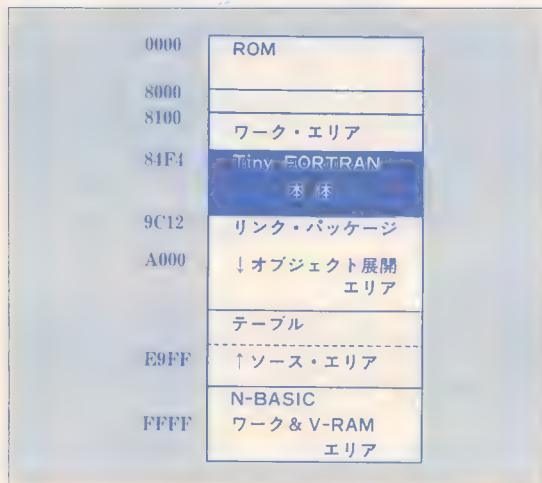 0000 ROM
8000
8100
ワーク・エリア
84F4 Tiny FORTRAN
本体
9C12 リンク・パッケージ
A000 ↓オブジェクト展開
エリア
テーブル
E9FF ↑ソース・エリア
N-BASIC
FFFF ワーク& V-RAM
エリア